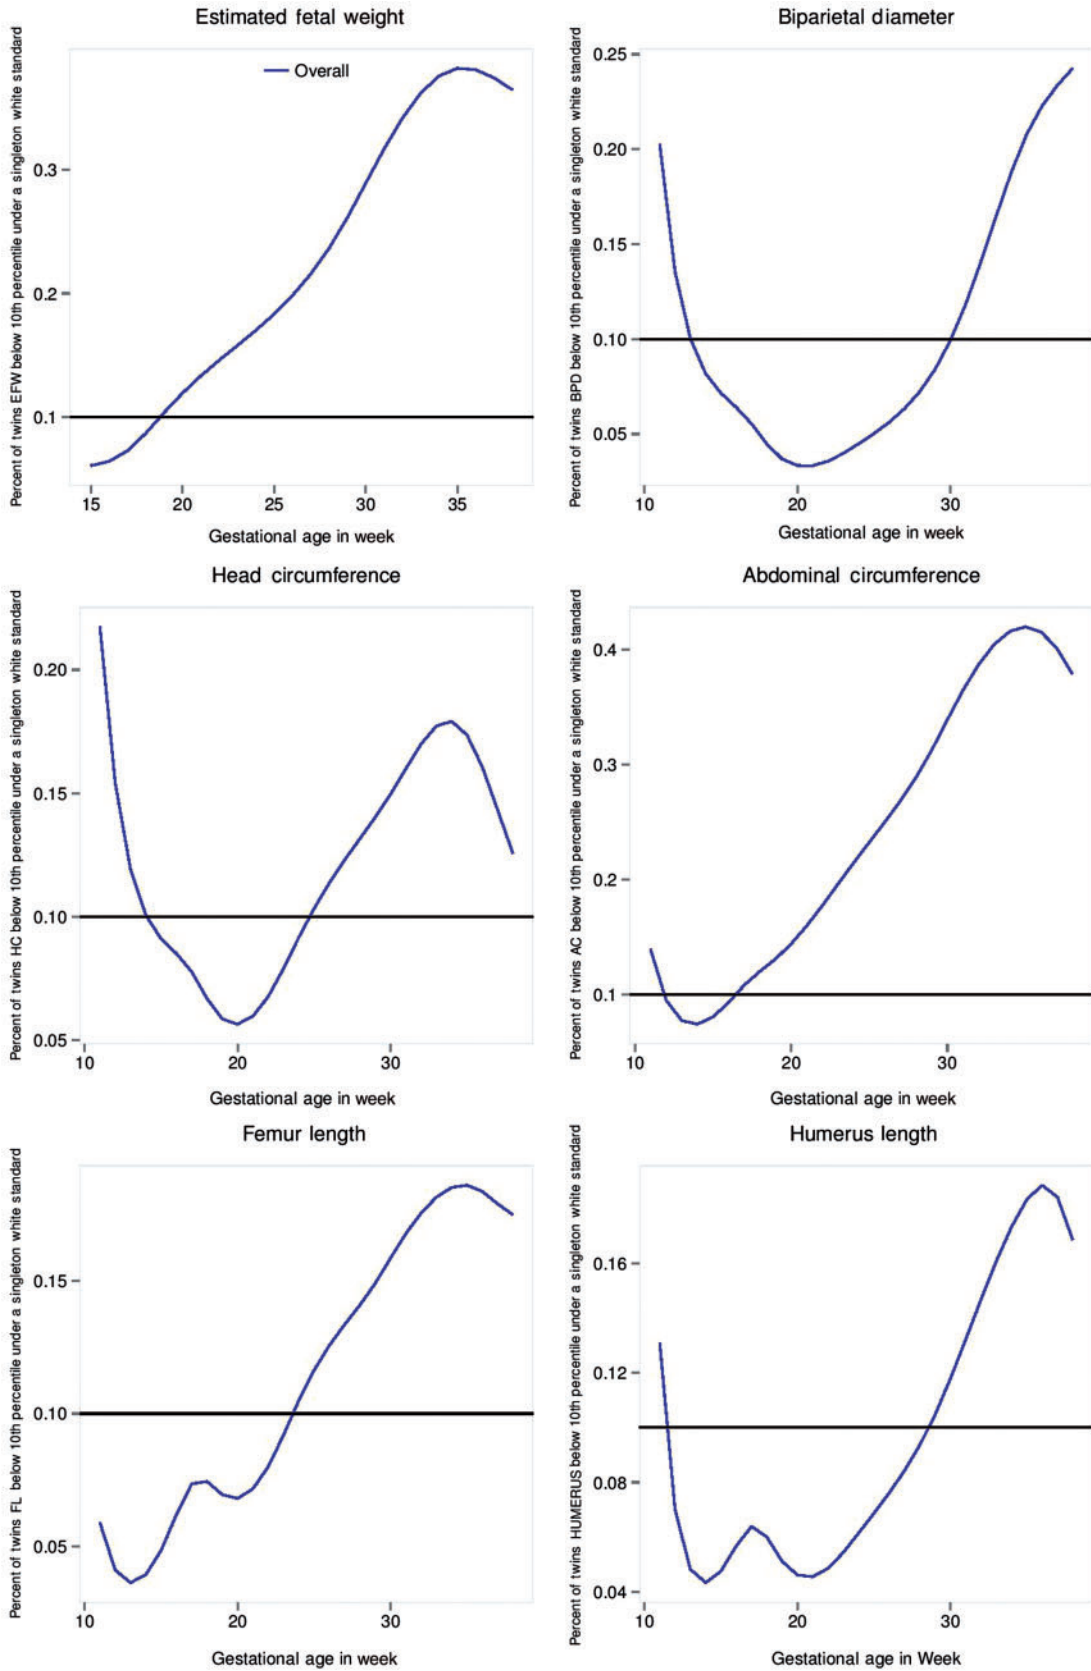 Estimated fetal weight
Percent of twins EFW below 10th percentile under a singleton white standard
Overall
0.3
0.2
0.1
15 20 25 30 35
Gestational age in week
Biparietal diameter
Percent of twins BPD below 10th percentile under a singleton white standard
0.25
0.20
0.15
0.10
0.05
10 20 30
Gestational age in week
Head circumference
Percent of twins HC below 10th percentile under a singleton white standard
0.20
0.15
0.10
0.05
10 20 30
Gestational age in week
Abdominal circumference
Percent of twins AC below 10th percentile under a singleton white standard
0.4
0.3
0.2
0.1
10 20 30
Gestational age in week
Femur length
Percent of twins FL below 10th percentile under a singleton white standard
0.15
0.10
0.05
10 20 30
Gestational age in week
Humerus length
Percent of twins HUMERUS below 10th percentile under a singleton white standard
0.16
0.12
0.08
0.04
10 20 30
Gestational age in Week